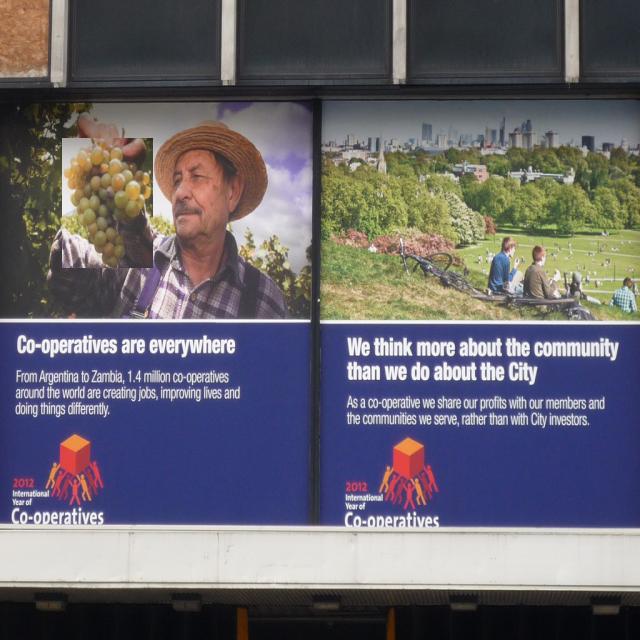 Co-operatives are everywhere
From Argentina to Zambia, 1.4 million co-operatives
around the world are creating jobs, improving lives and
doing things differently.
2012
International
Year of
Co-operatives
We think more about the community
than we do about the City
As a co-operative we share our profits with our members and
the communities we serve, rather than with City investors.
2012
International
Year of
Co-operatives